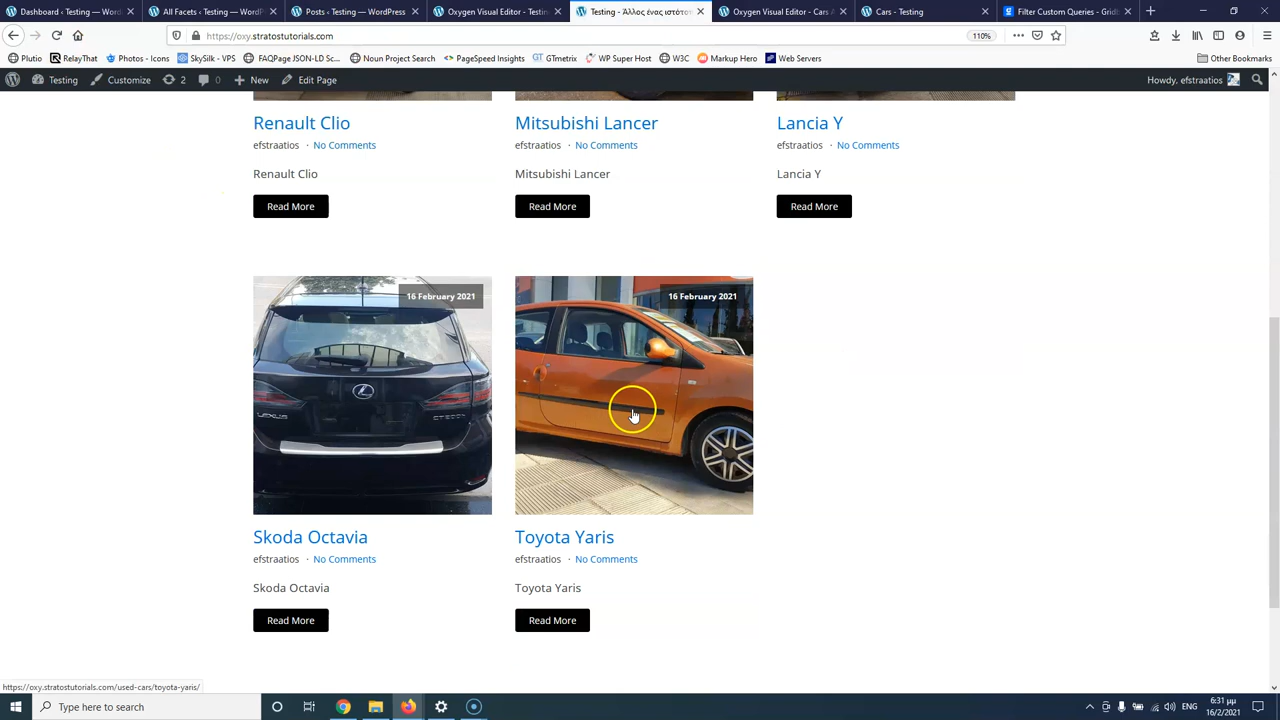 Dashboard ‹ Testing — WordPr
All Facets ‹ Testing — WordP
Posts ‹ Testing — WordPress
Oxygen Visual Editor - Testing -
Testing - Άλλος ένας ιστότοπ
Oxygen Visual Editor - Cars A
Cars - Testing
Filter Custom Queries - Gridb
https://oxy.stratostutorials.com
110%
Plutio
RelayThat
Photos - Icons
SkySilk - VPS
FAQPage JSON-LD Sc...
Noun Project Search
PageSpeed Insights
GTmetrix
WP Super Host
W3C
Markup Hero
Web Servers
Other Bookmarks
Testing
Customize
2
0
New
Edit Page
Howdy, efstraatios
Renault Clio
Mitsubishi Lancer
Lancia Y
efstraatios · No Comments
efstraatios · No Comments
efstraatios · No Comments
Renault Clio
Mitsubishi Lancer
Lancia Y
Read More
Read More
Read More
16 February 2021
16 February 2021
LEXUS
Skoda Octavia
Toyota Yaris
efstraatios · No Comments
efstraatios · No Comments
Skoda Octavia
Toyota Yaris
Read More
Read More
https://oxy.stratostutorials.com/used-cars/toyota-yaris/
Type here to search
ENG
6:31 μμ
16/2/2021